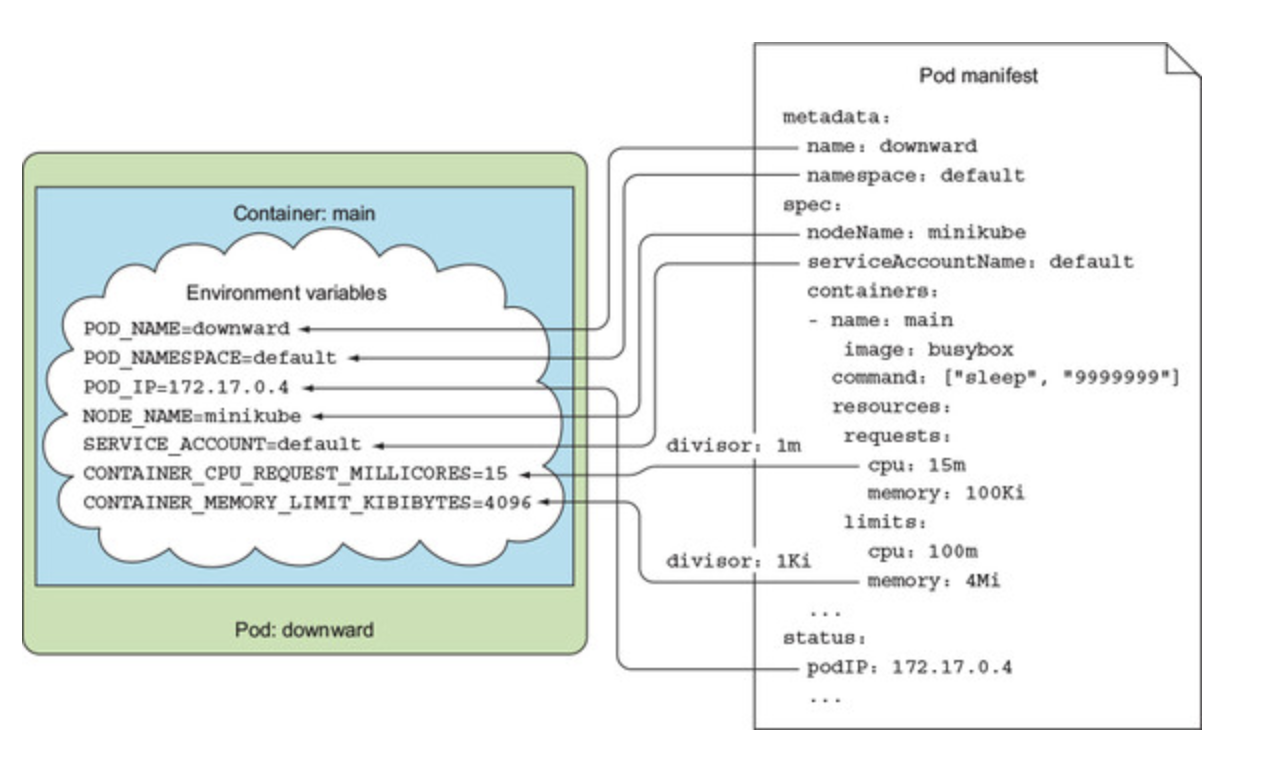 Container: main
Environment variables
POD_NAME=downward
POD_NAMESPACE=default
POD_IP=172.17.0.4
NODE_NAME=minikube
SERVICE_ACCOUNT=default
CONTAINER_CPU_REQUEST_MILLICORES=15
CONTAINER_MEMORY_LIMIT_KIBIBYTES=4096
Pod: downward
divisor: 1m
divisor: 1Ki
Pod manifest
metadata:
name: downward
namespace: default
spec:
nodeName: minikube
serviceAccountName: default
containers:
- name: main
image: busybox
command: ["sleep", "9999999"]
resources:
requests:
cpu: 15m
memory: 100Ki
limits:
cpu: 100m
memory: 4Mi
...
status:
podIP: 172.17.0.4
...